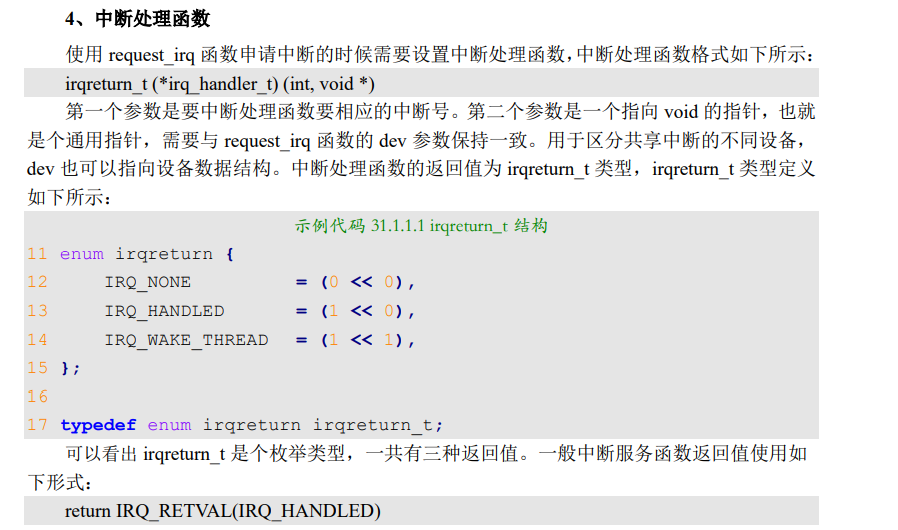 4、中断处理函数
使用 request_irq 函数申请中断的时候需要设置中断处理函数，中断处理函数格式如下所示：
irqreturn_t (*irq_handler_t) (int, void *)
第一个参数是要中断处理函数要相应的中断号。第二个参数是一个指向 void 的指针，也就
是个通用指针，需要与 request_irq 函数的 dev 参数保持一致。用于区分共享中断的不同设备，
dev 也可以指向设备数据结构。中断处理函数的返回值为 irqreturn_t 类型，irqreturn_t 类型定义
如下所示：
示例代码 31.1.1.1 irqreturn_t 结构
11 enum irqreturn {
12     IRQ_NONE          = (0 << 0),
13     IRQ_HANDLED       = (1 << 0),
14     IRQ_WAKE_THREAD   = (1 << 1),
15 };
16
17 typedef enum irqreturn irqreturn_t;
可以看出 irqreturn_t 是个枚举类型，一共有三种返回值。一般中断服务函数返回值使用如
下形式：
return IRQ_RETVAL(IRQ_HANDLED)